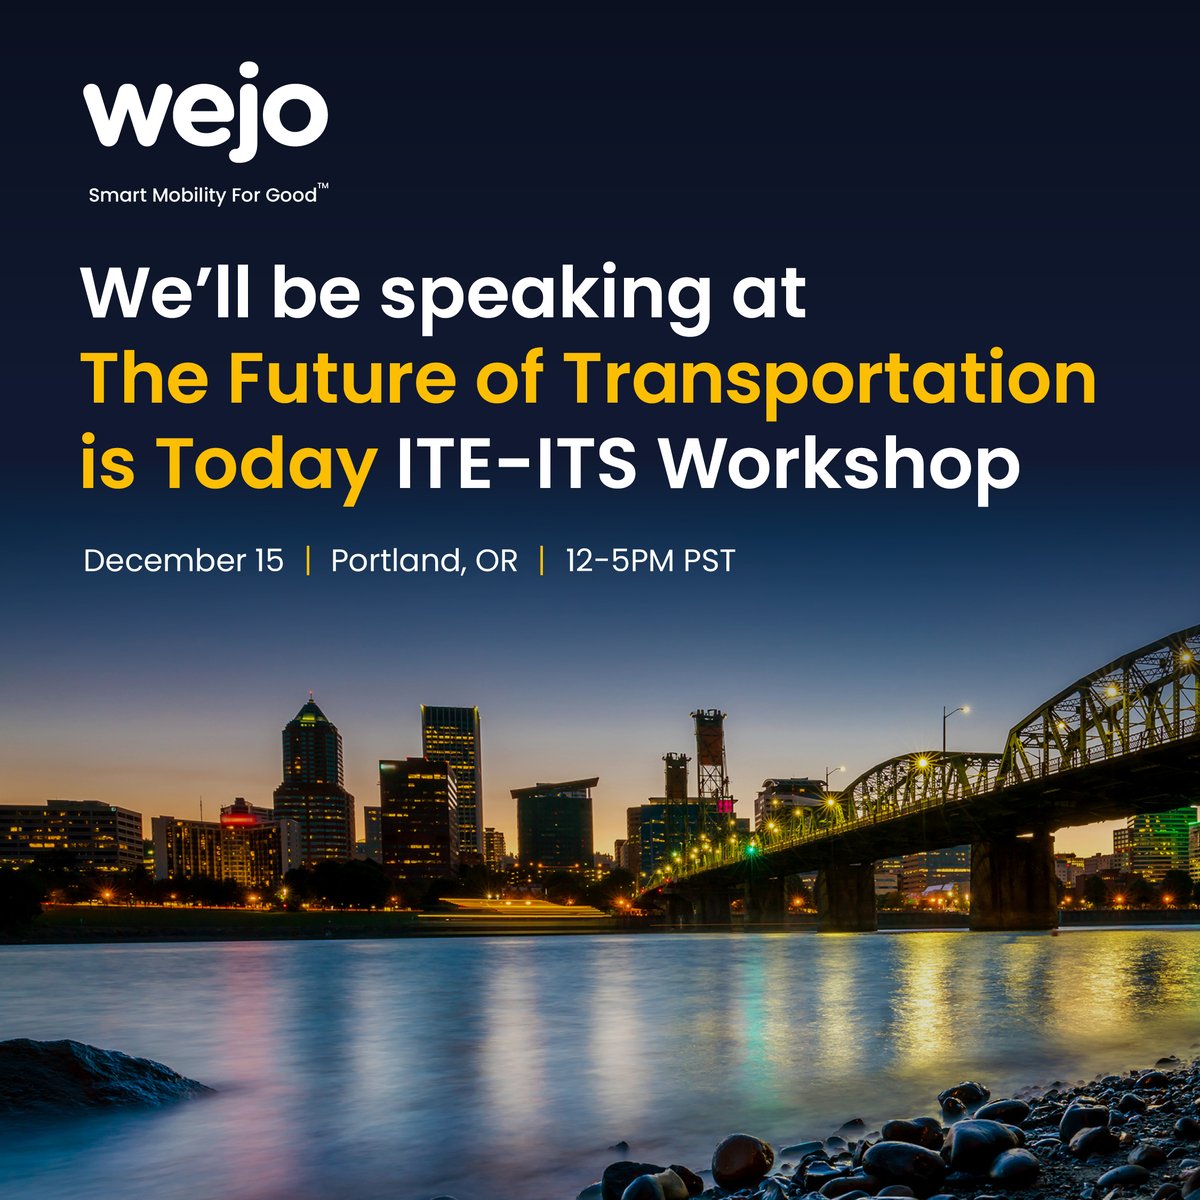 wejo
Smart Mobility For Good™
We’ll be speaking at
The Future of Transportation
is Today ITE-ITS Workshop
December 15 | Portland, OR | 12-5PM PST